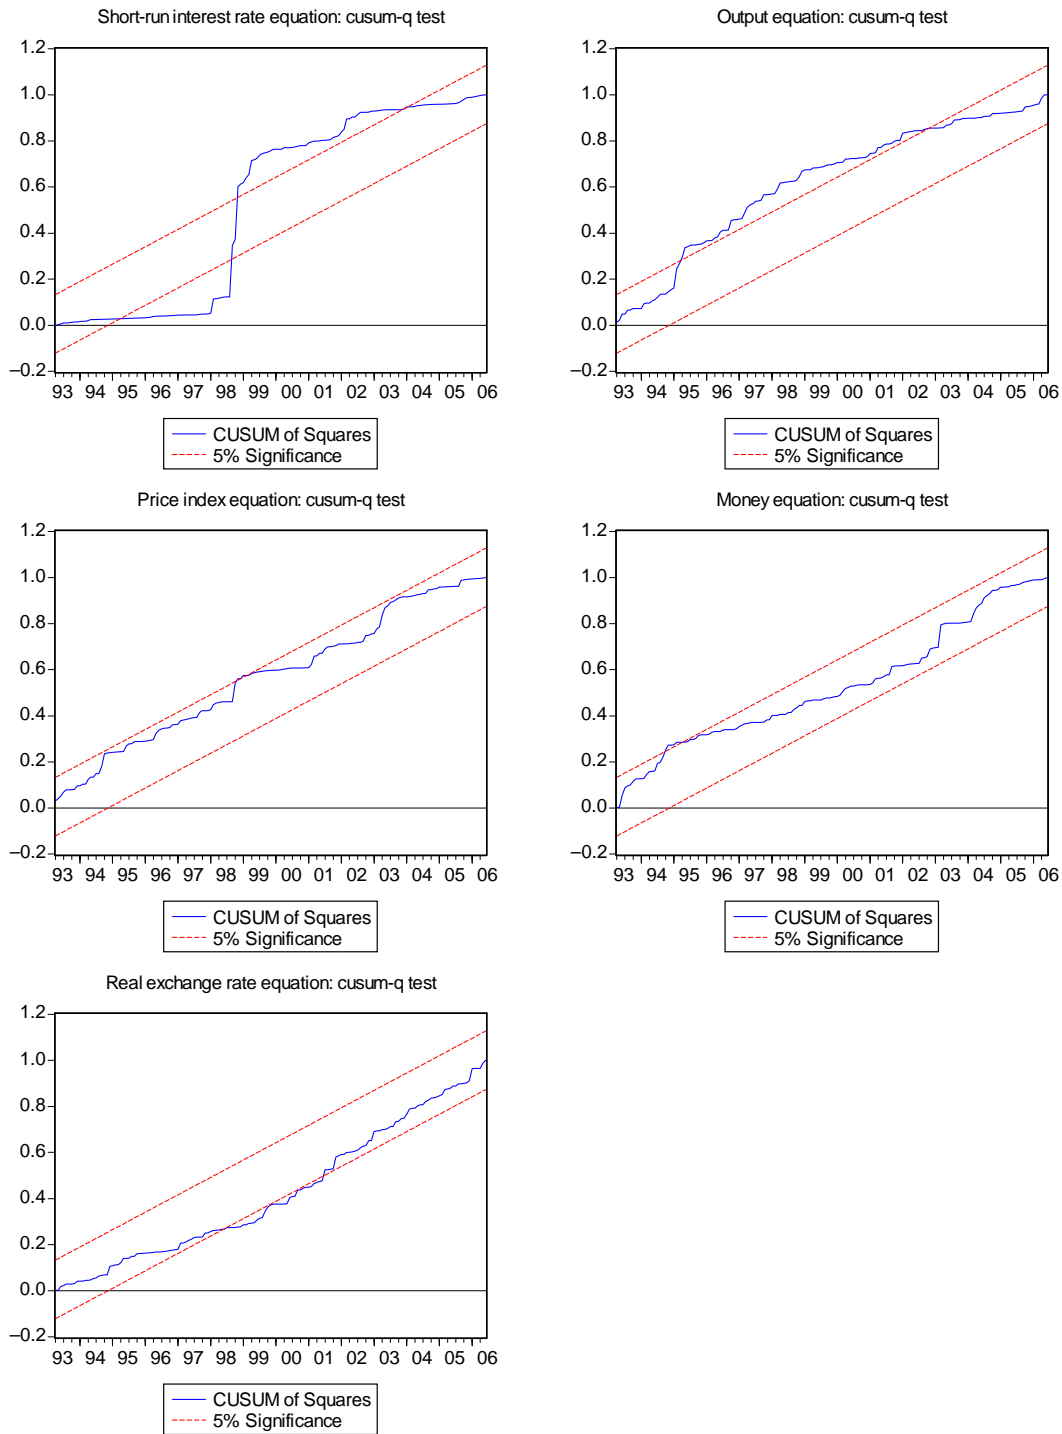 Short-run interest rate equation: cusum-q test
1.2
1.0
0.8
0.6
0.4
0.2
0.0
–0.2
93 94 95 96 97 98 99 00 01 02 03 04 05 06
CUSUM of Squares
5% Significance
Output equation: cusum-q test
1.2
1.0
0.8
0.6
0.4
0.2
0.0
–0.2
93 94 95 96 97 98 99 00 01 02 03 04 05 06
CUSUM of Squares
5% Significance
Price index equation: cusum-q test
1.2
1.0
0.8
0.6
0.4
0.2
0.0
–0.2
93 94 95 96 97 98 99 00 01 02 03 04 05 06
CUSUM of Squares
5% Significance
Money equation: cusum-q test
1.2
1.0
0.8
0.6
0.4
0.2
0.0
–0.2
93 94 95 96 97 98 99 00 01 02 03 04 05 06
CUSUM of Squares
5% Significance
Real exchange rate equation: cusum-q test
1.2
1.0
0.8
0.6
0.4
0.2
0.0
–0.2
93 94 95 96 97 98 99 00 01 02 03 04 05 06
CUSUM of Squares
5% Significance